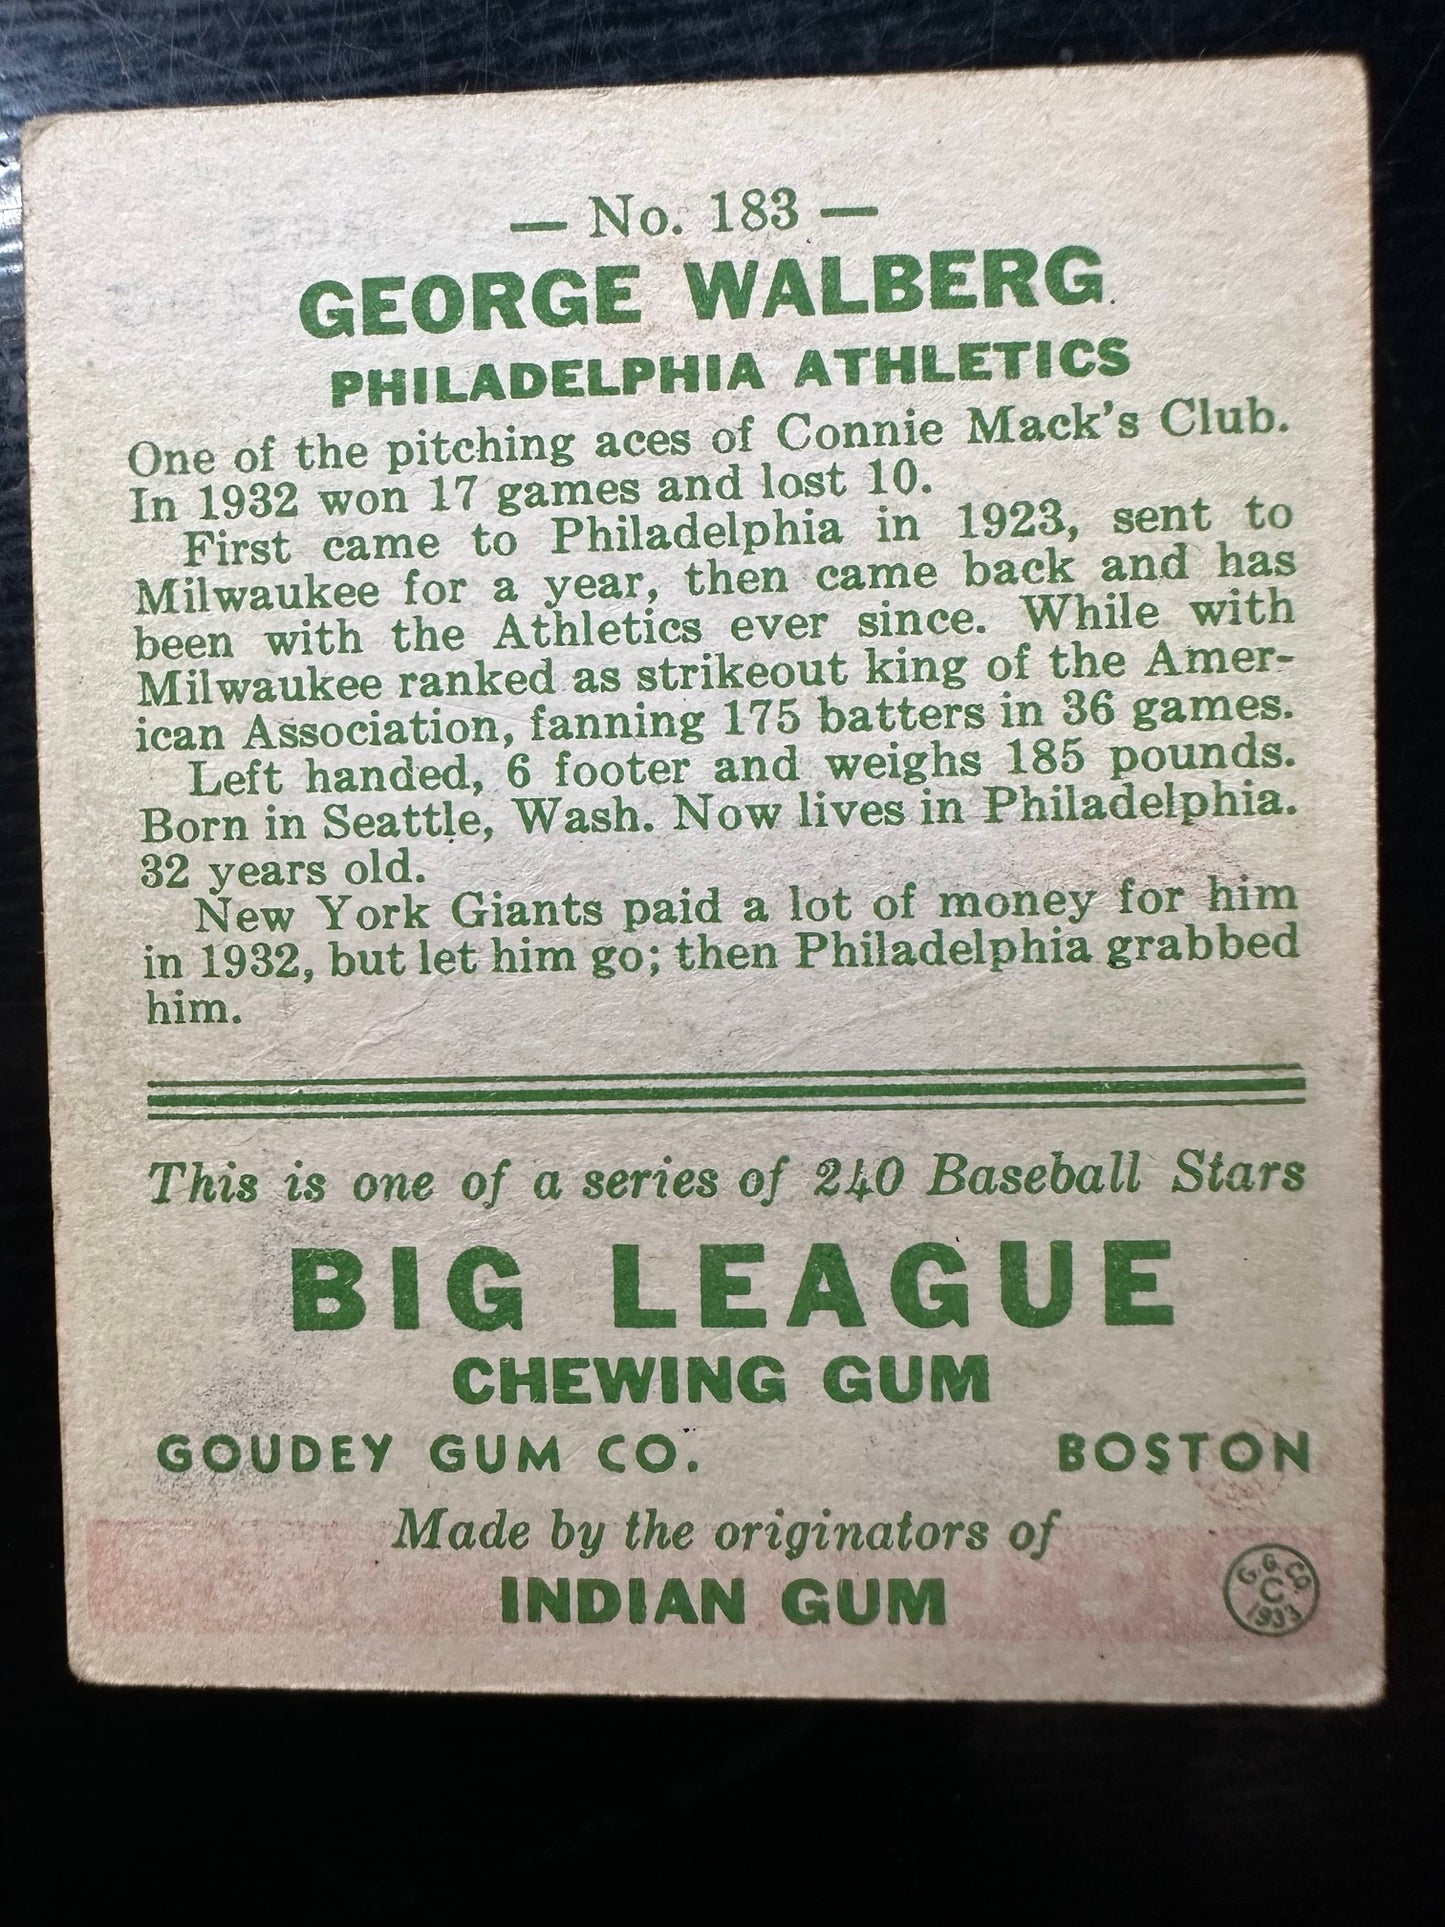 — No. 183 —
GEORGE WALBERG
PHILADELPHIA ATHLETICS
One of the pitching aces of Connie Mack's Club.
In 1932 won 17 games and lost 10.
First came to Philadelphia in 1923, sent to
Milwaukee for a year, then came back and has
been with the Athletics ever since. While with
Milwaukee ranked as strikeout king of the Amer-
ican Association, fanning 175 batters in 36 games.
Left handed, 6 footer and weighs 185 pounds.
Born in Seattle, Wash. Now lives in Philadelphia.
32 years old.
New York Giants paid a lot of money for him
in 1932, but let him go; then Philadelphia grabbed
him.
This is one of a series of 240 Baseball Stars
BIG LEAGUE
CHEWING GUM
GOUDEY GUM CO. BOSTON
Made by the originators of
INDIAN GUM
G. G. CO.
C
1933